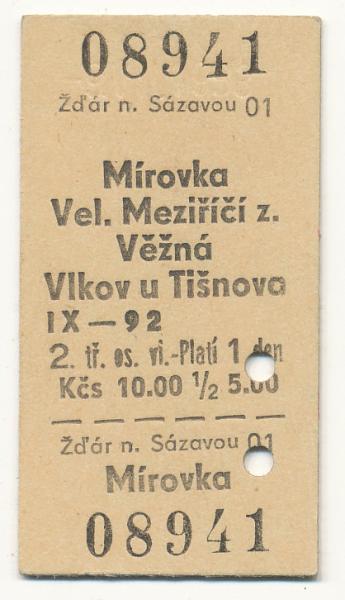 08941
Žďár n. Sázavou 01
Mírovka
Vel. Meziříčí z.
Věžná
Vlkov u Tišnova
IX—92
2. tř. os. vl.-Platí 1 den
Kčs 10.00 ½ 5.00
Žďár n. Sázavou 01
Mírovka
08941